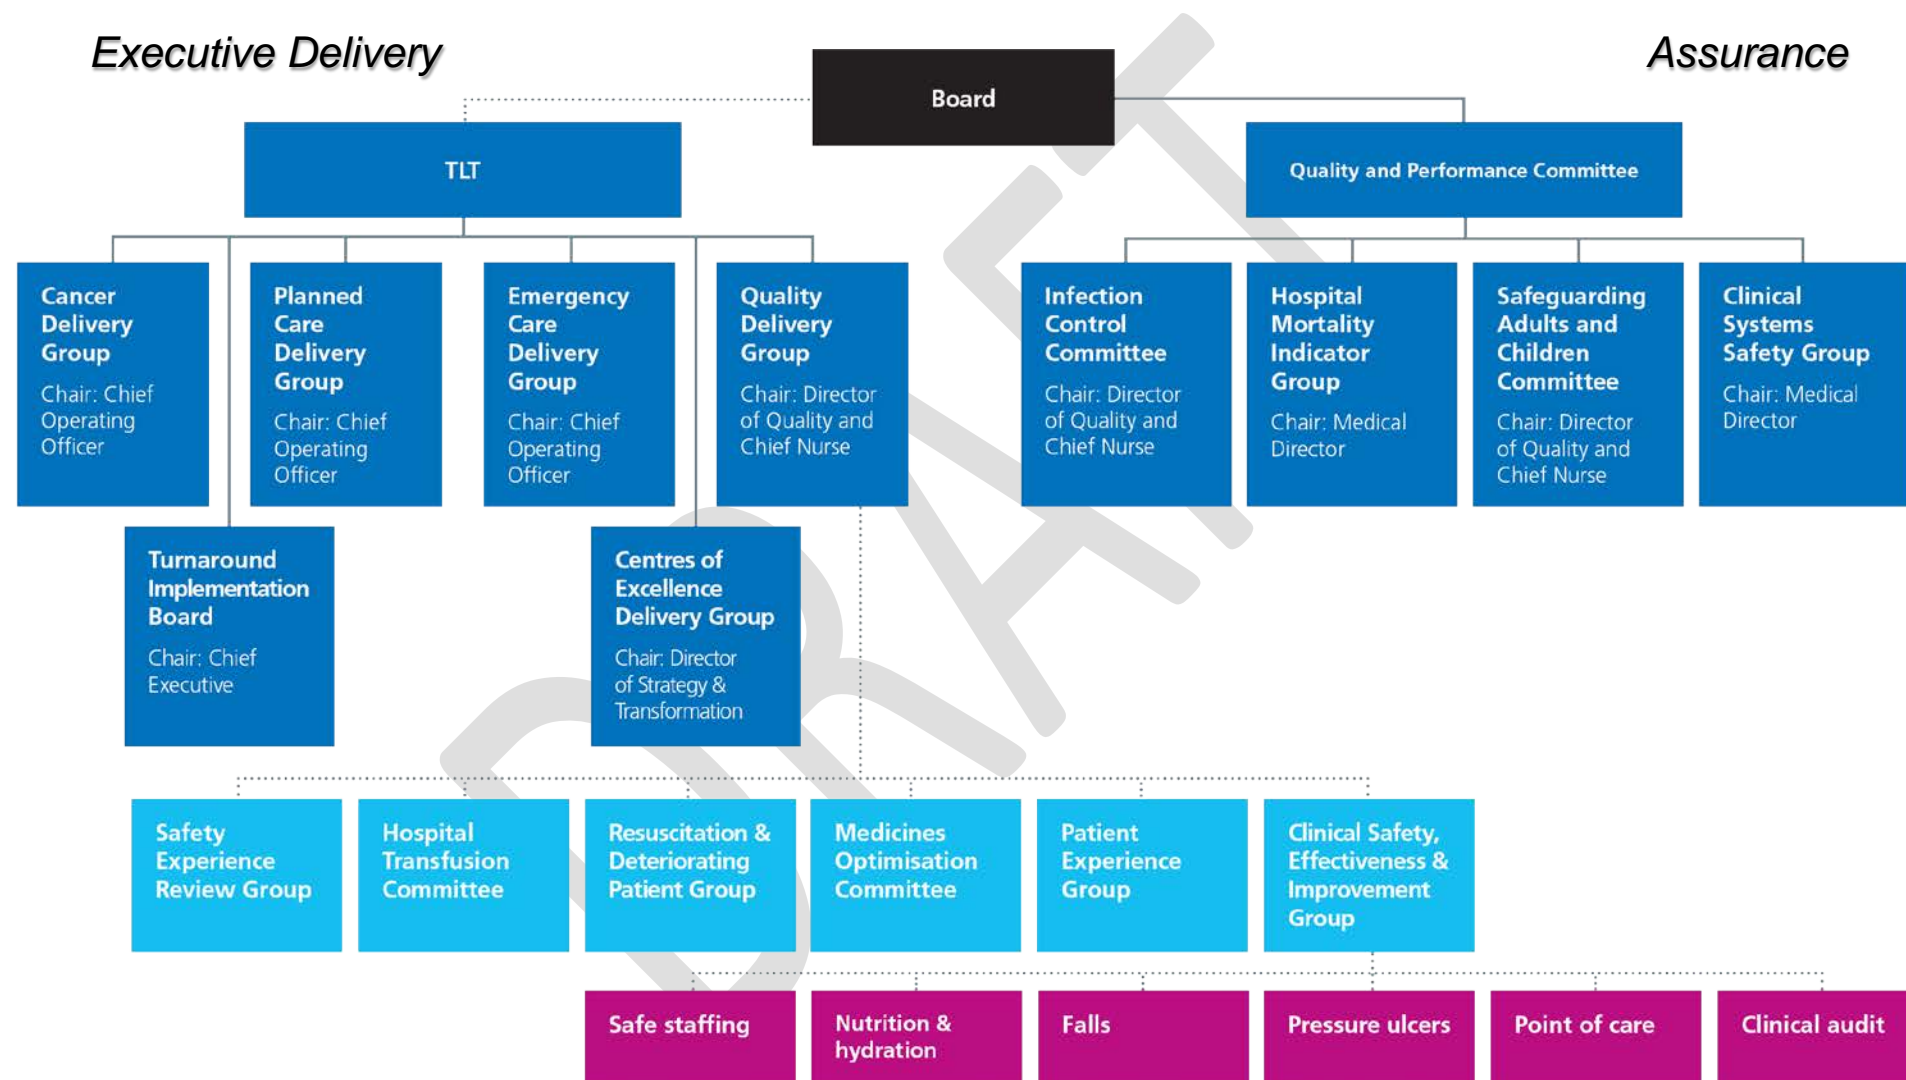 Executive Delivery
Assurance
Board
TLT
Quality and Performance Committee
Cancer
Delivery
Group
Chair: Chief
Operating
Officer
Planned
Care
Delivery
Group
Chair: Chief
Operating
Officer
Emergency
Care
Delivery
Group
Chair: Chief
Operating
Officer
Quality
Delivery
Group
Chair: Director
of Quality and
Chief Nurse
Infection
Control
Committee
Chair: Director
of Quality and
Chief Nurse
Hospital
Mortality
Indicator
Group
Chair: Medical
Director
Safeguarding
Adults and
Children
Committee
Chair: Director
of Quality and
Chief Nurse
Clinical
Systems
Safety Group
Chair: Medical
Director
Turnaround
Implementation
Board
Chair: Chief
Executive
Centres of
Excellence
Delivery Group
Chair: Director
of Strategy &
Transformation
Safety
Experience
Review Group
Hospital
Transfusion
Committee
Resuscitation &
Deteriorating
Patient Group
Medicines
Optimisation
Committee
Patient
Experience
Group
Clinical Safety,
Effectiveness &
Improvement
Group
Safe staffing
Nutrition &
hydration
Falls
Pressure ulcers
Point of care
Clinical audit
DRAFT